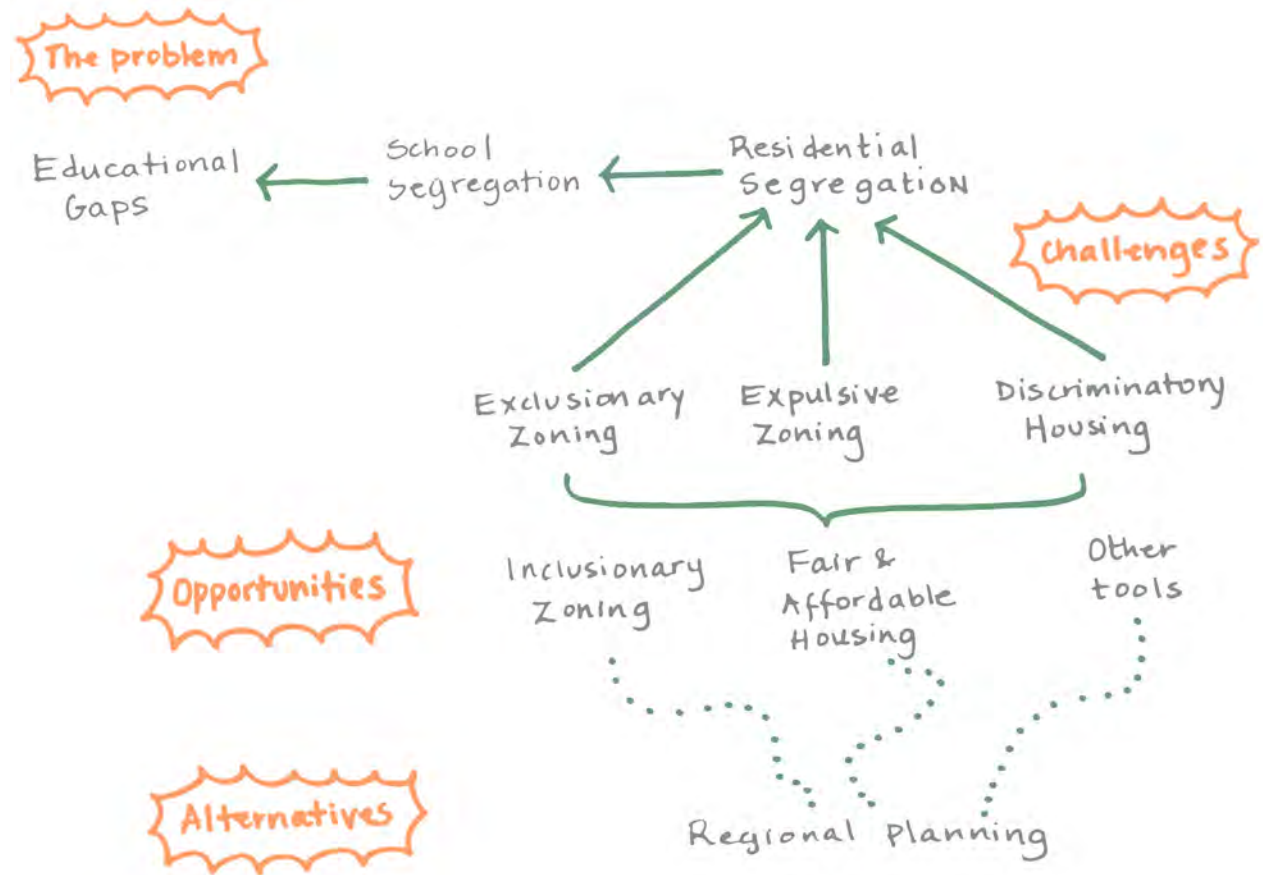 The problem
Educational
Gaps
School
Segregation
Residential
Segregation
Challenges
Exclusionary
Zoning
Expulsive
Zoning
Discriminatory
Housing
Opportunities
Inclusionary
Zoning
Fair &
Affordable
Housing
Other
tools
Alternatives
Regional Planning